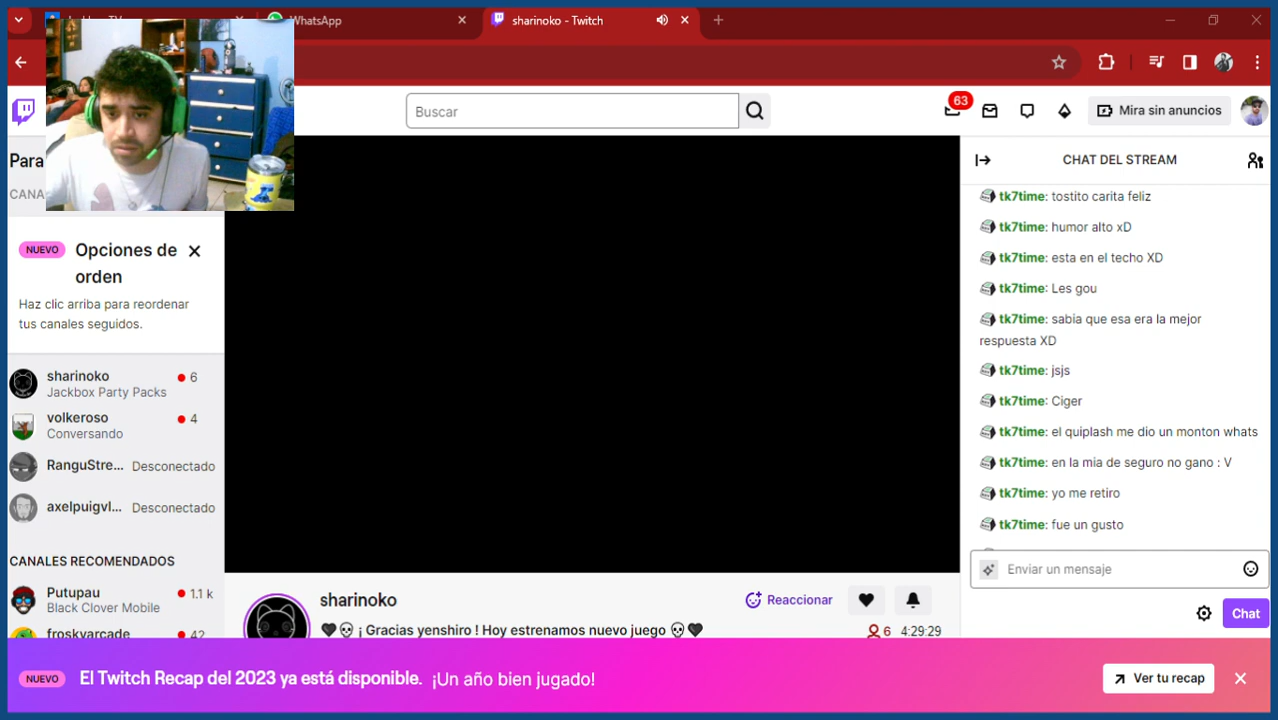 WhatsApp
sharinoko - Twitch
Buscar
63
Mira sin anuncios
Para
CANA
NUEVO
Opciones de
orden
Haz clic arriba para reordenar
tus canales seguidos.
sharinoko
6
Jackbox Party Packs
volkeroso
4
Conversando
RanguStre...
Desconectado
axelpuigvl...
Desconectado
CANALES RECOMENDADOS
Putupau
1.1 k
Black Clover Mobile
froskyarcade
42
sharinoko
Reaccionar
¡ Gracias yenshiro ! Hoy estrenamos nuevo juego
6
4:29:29
CHAT DEL STREAM
tk7time: tostito carita feliz
tk7time: humor alto xD
tk7time: esta en el techo XD
tk7time: Les gou
tk7time: sabia que esa era la mejor
respuesta XD
tk7time: jsjs
tk7time: Ciger
tk7time: el quiplash me dio un monton whats
tk7time: en la mia de seguro no gano : V
tk7time: yo me retiro
tk7time: fue un gusto
Enviar un mensaje
Chat
NUEVO
El Twitch Recap del 2023 ya está disponible. ¡Un año bien jugado!
Ver tu recap